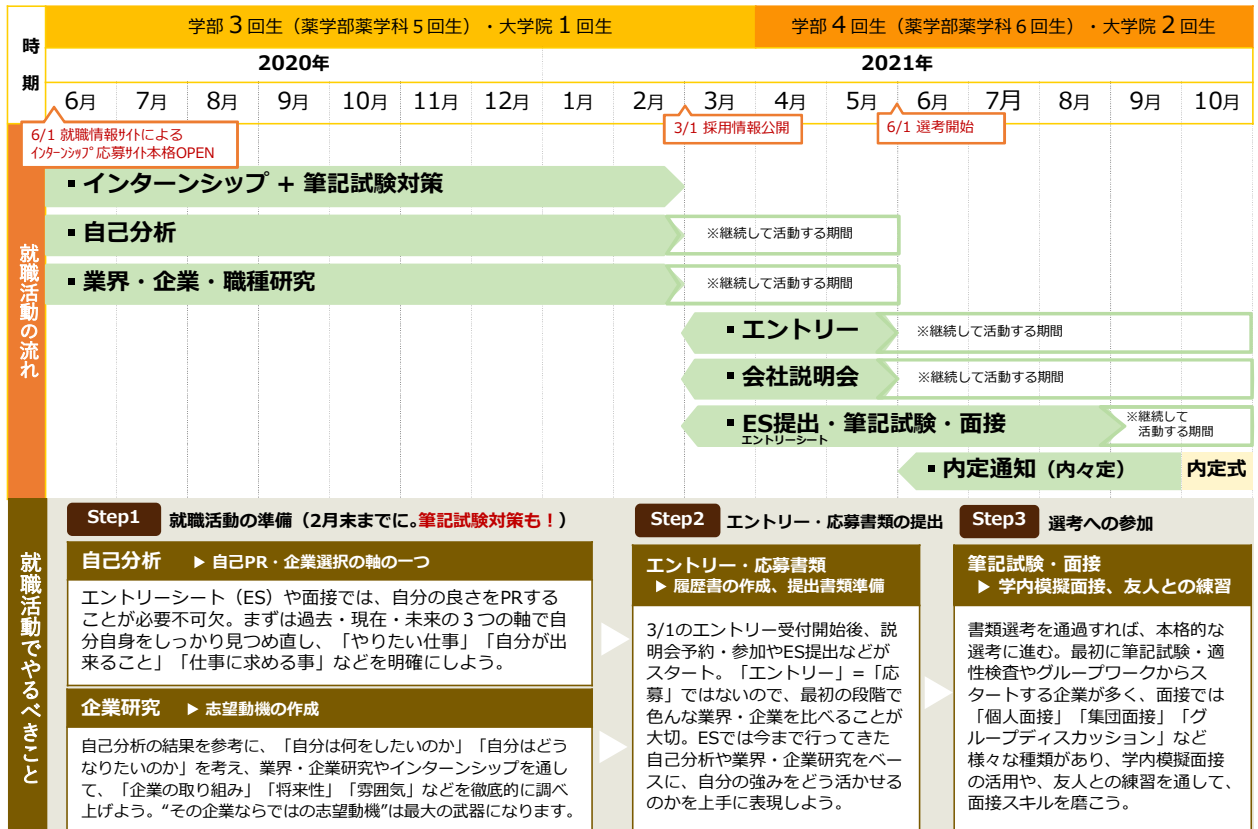 時期
学部 3 回生（薬学部薬学科５回生）・大学院 1 回生
学部 4 回生（薬学部薬学科６回生）・大学院 2 回生
2020年
2021年
6月 7月 8月 9月 10月 11月 12月 1月 2月 3月 4月 5月 6月 7月 8月 9月 10月
6/1 就職情報ｻｲﾄによる
ｲﾝﾀｰﾝｼｯﾌﾟ応募ｻｲﾄ本格OPEN
3/1 採用情報公開
6/1 選考開始
就職活動の流れ
▪ インターンシップ + 筆記試験対策
▪ 自己分析
※継続して活動する期間
▪ 業界・企業・職種研究
※継続して活動する期間
▪ エントリー
※継続して活動する期間
▪ 会社説明会
※継続して活動する期間
▪ ES提出・筆記試験・面接
エントリーシート
※継続して
活動する期間
▪ 内定通知（内々定）
内定式
就職活動でやるべきこと
Step1 就職活動の準備（2月末までに。筆記試験対策も！）
自己分析 ▶ 自己PR・企業選択の軸の一つ
エントリーシート（ES）や面接では、自分の良さをPRする
ことが必要不可欠。まずは過去・現在・未来の３つの軸で自
分自身をしっかり見つめ直し、「やりたい仕事」「自分が出
来ること」「仕事に求める事」などを明確にしよう。
企業研究 ▶ 志望動機の作成
自己分析の結果を参考に、「自分は何をしたいのか」「自分はどう
なりたいのか」を考え、業界・企業研究やインターンシップを通し
て、「企業の取り組み」「将来性」「雰囲気」などを徹底的に調べ
上げよう。“その企業ならではの志望動機”は最大の武器になります。
Step2 エントリー・応募書類の提出
エントリー・応募書類
▶ 履歴書の作成、提出書類準備
3/1のエントリー受付開始後、説
明会予約・参加やES提出などが
スタート。「エントリー」=「応
募」ではないので、最初の段階で
色んな業界・企業を比べることが
大切。ESでは今まで行ってきた
自己分析や業界・企業研究をベー
スに、自分の強みをどう活かせる
のかを上手に表現しよう。
Step3 選考への参加
筆記試験・面接
▶ 学内模擬面接、友人との練習
書類選考を通過すれば、本格的な
選考に進む。最初に筆記試験・適
性検査やグループワークからス
タートする企業が多く、面接では
「個人面接」「集団面接」「グ
ループディスカッション」など
様々な種類があり、学内模擬面接
の活用や、友人との練習を通して、
面接スキルを磨こう。